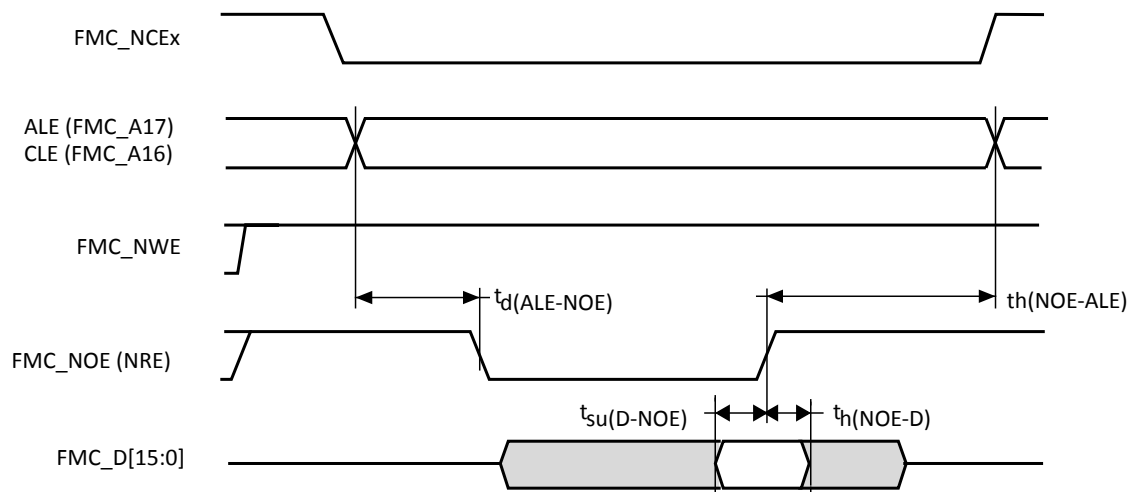 FMC_NCEx
ALE (FMC_A17)
CLE (FMC_A16)
FMC_NWE
td(ALE-NOE)
th(NOE-ALE)
FMC_NOE (NRE)
tsu(D-NOE)
th(NOE-D)
FMC_D[15:0]